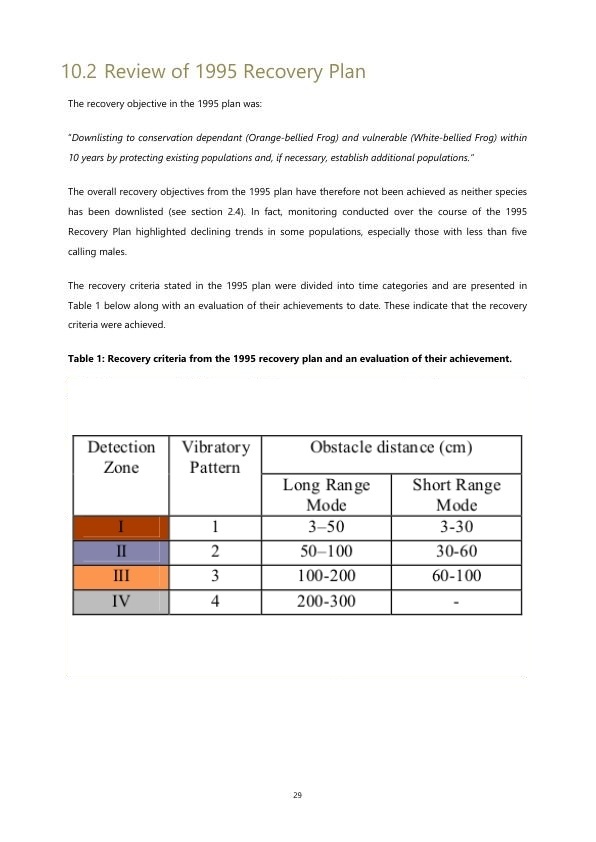 10.2 Review of 1995 Recovery Plan
The recovery objective in the 1995 plan was:
"Downlisting to conservation dependant (Orange-bellied Frog) and vulnerable (White-bellied Frog) within
10 years by protecting existing populations and, if necessary, establish additional populations."
The overall recovery objectives from the 1995 plan have therefore not been achieved as neither species
has been downlisted (see section 2.4). In fact, monitoring conducted over the course of the 1995
Recovery Plan highlighted declining trends in some populations, especially those with less than five
calling males.
The recovery criteria stated in the 1995 plan were divided into time categories and are presented in
Table 1 below along with an evaluation of their achievements to date. These indicate that the recovery
criteria were achieved.
Table 1: Recovery criteria from the 1995 recovery plan and an evaluation of their achievement.
Detection Vibratory Obstacle distance (cm)
Zone Pattern
Long Range Short Range
Mode Mode
I 1 3–50 3-30
II 2 50–100 30-60
III 3 100-200 60-100
IV 4 200-300 -
29